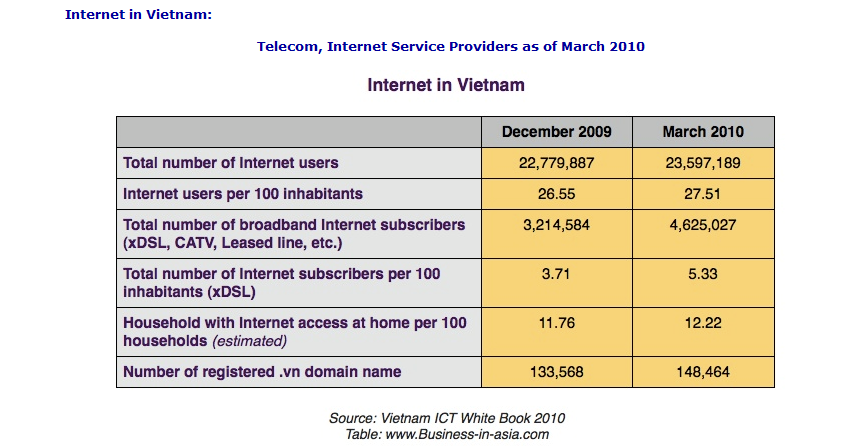 Internet in Vietnam:
Telecom, Internet Service Providers as of March 2010
Internet in Vietnam
December 2009 March 2010
Total number of Internet users 22,779,887 23,597,189
Internet users per 100 inhabitants 26.55 27.51
Total number of broadband Internet subscribers 3,214,584 4,625,027
(xDSL, CATV, Leased line, etc.)
Total number of Internet subscribers per 100 3.71 5.33
inhabitants (xDSL)
Household with Internet access at home per 100 11.76 12.22
households (estimated)
Number of registered .vn domain name 133,568 148,464
Source: Vietnam ICT White Book 2010
Table: www.Business-in-asia.com